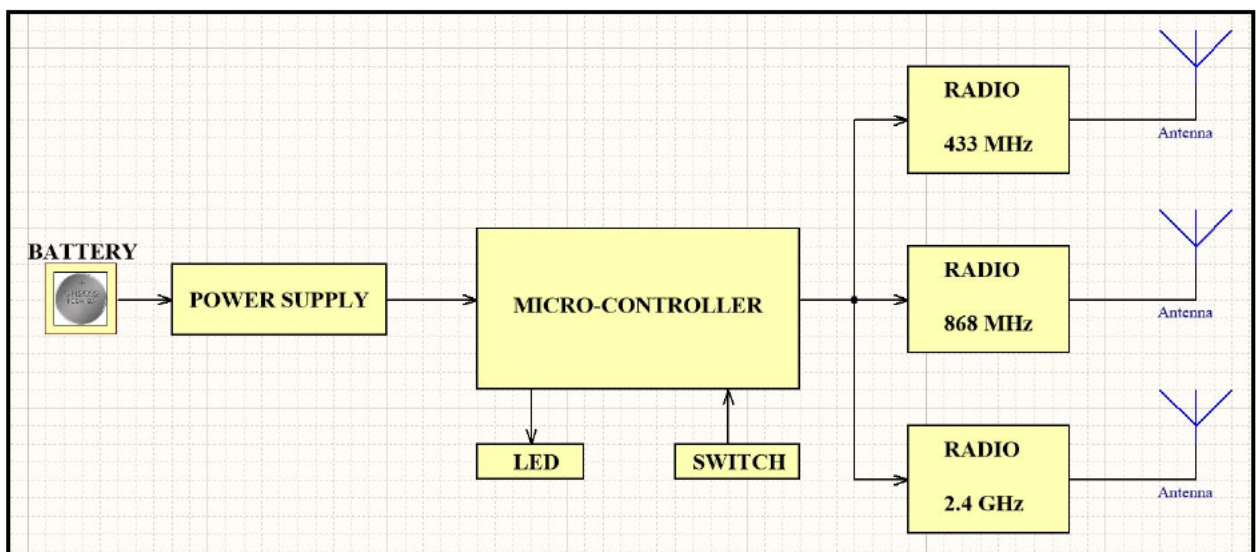 RADIO
433 MHz
Antenna
BATTERY
POWER SUPPLY
MICRO-CONTROLLER
RADIO
868 MHz
Antenna
LED
SWITCH
RADIO
2.4 GHz
Antenna